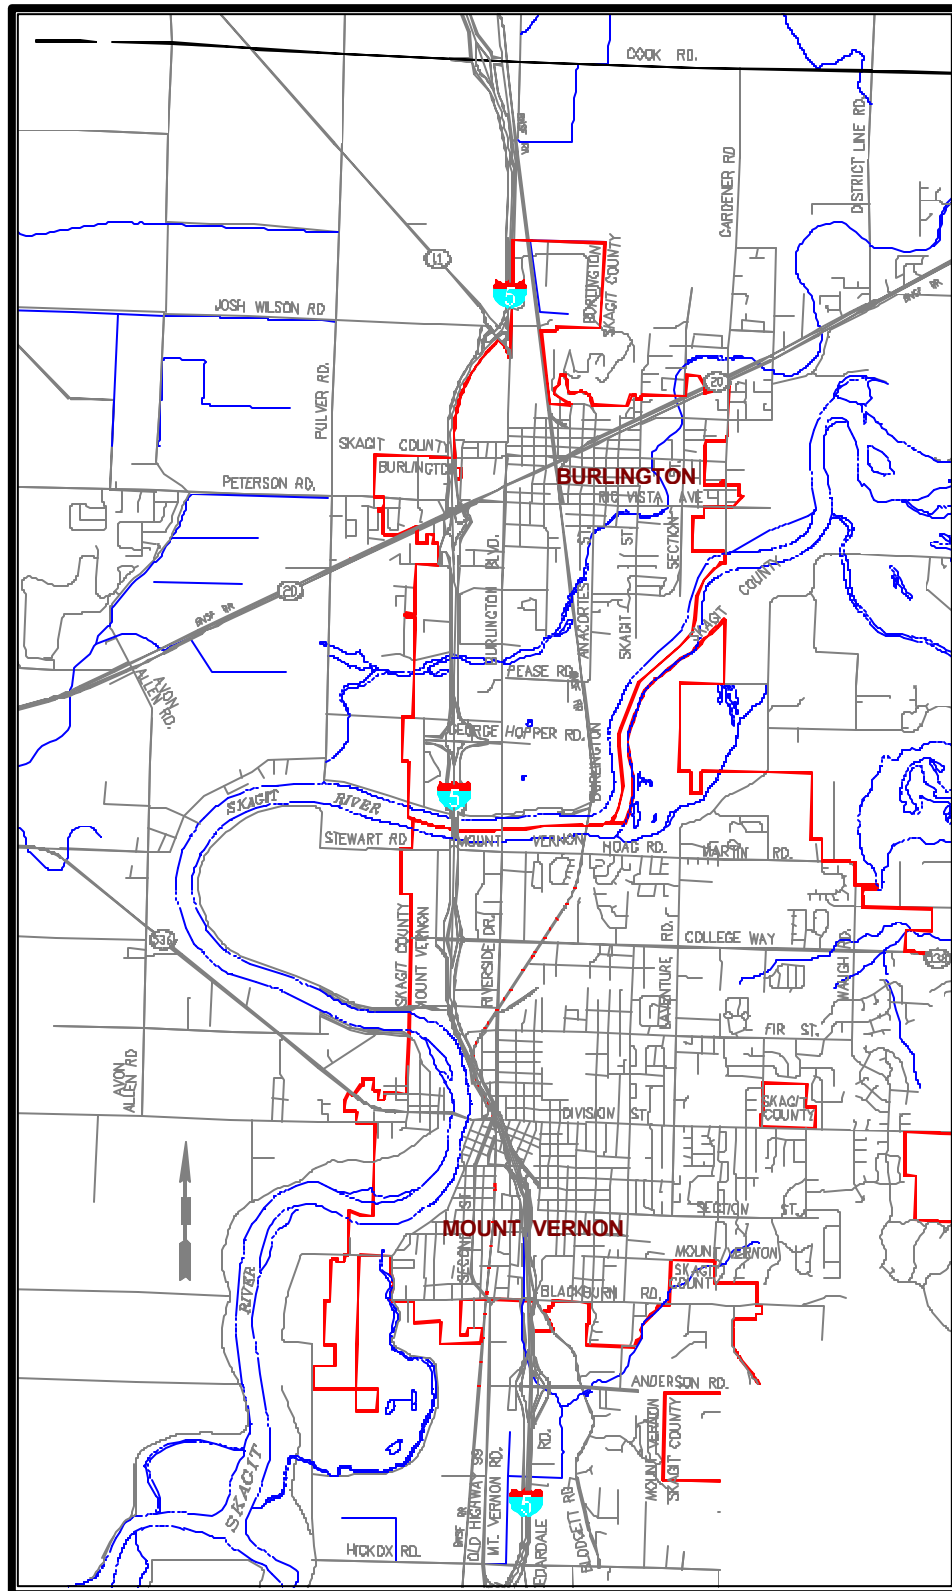 COOK RD.
DISTRICT LINE RD.
GARDENER RD
11
BURLINGTON
SKAGIT COUNTY
5
JOSH WILSON RD
PULVER RD.
20
SKAGIT COUNTY
BURLINGTON
PETERSON RD.
BURLINGTON
RIO VISTA AVE
SECTION
ST.
ST
BURLINGTON BLVD.
ANACORTES
SKAGIT
SKAGIT COUNTY
20
BNSF RR
PEASE RD.
AVON
ALLEN RD.
GEORGE HOPPER RD.
BURLINGTON
5
SKAGIT RIVER
STEWART RD
MOUNT VERNON
HOAG RD.
MARTIN RD.
SKAGIT COUNTY
MOUNT VERNON
RIVERSIDE DR.
536
COLLEGE WAY
538
LAVENTURE RD.
WAUGH RD.
FIR ST.
AVON
ALLEN RD
SKAGIT
COUNTY
DIVISION ST
SECTION ST.
MOUNT VERNON
SECOND ST
MOUNT VERNON
SKAGIT
COUNTY
BLACKBURN RD.
RIVER
ANDERSON RD.
MOUNT VERNON
SKAGIT COUNTY
SKAGIT
OLD HIGHWAY 99
MT. VERNON RD.
5
RD.
BLODGETT RD.
HICKOX RD.